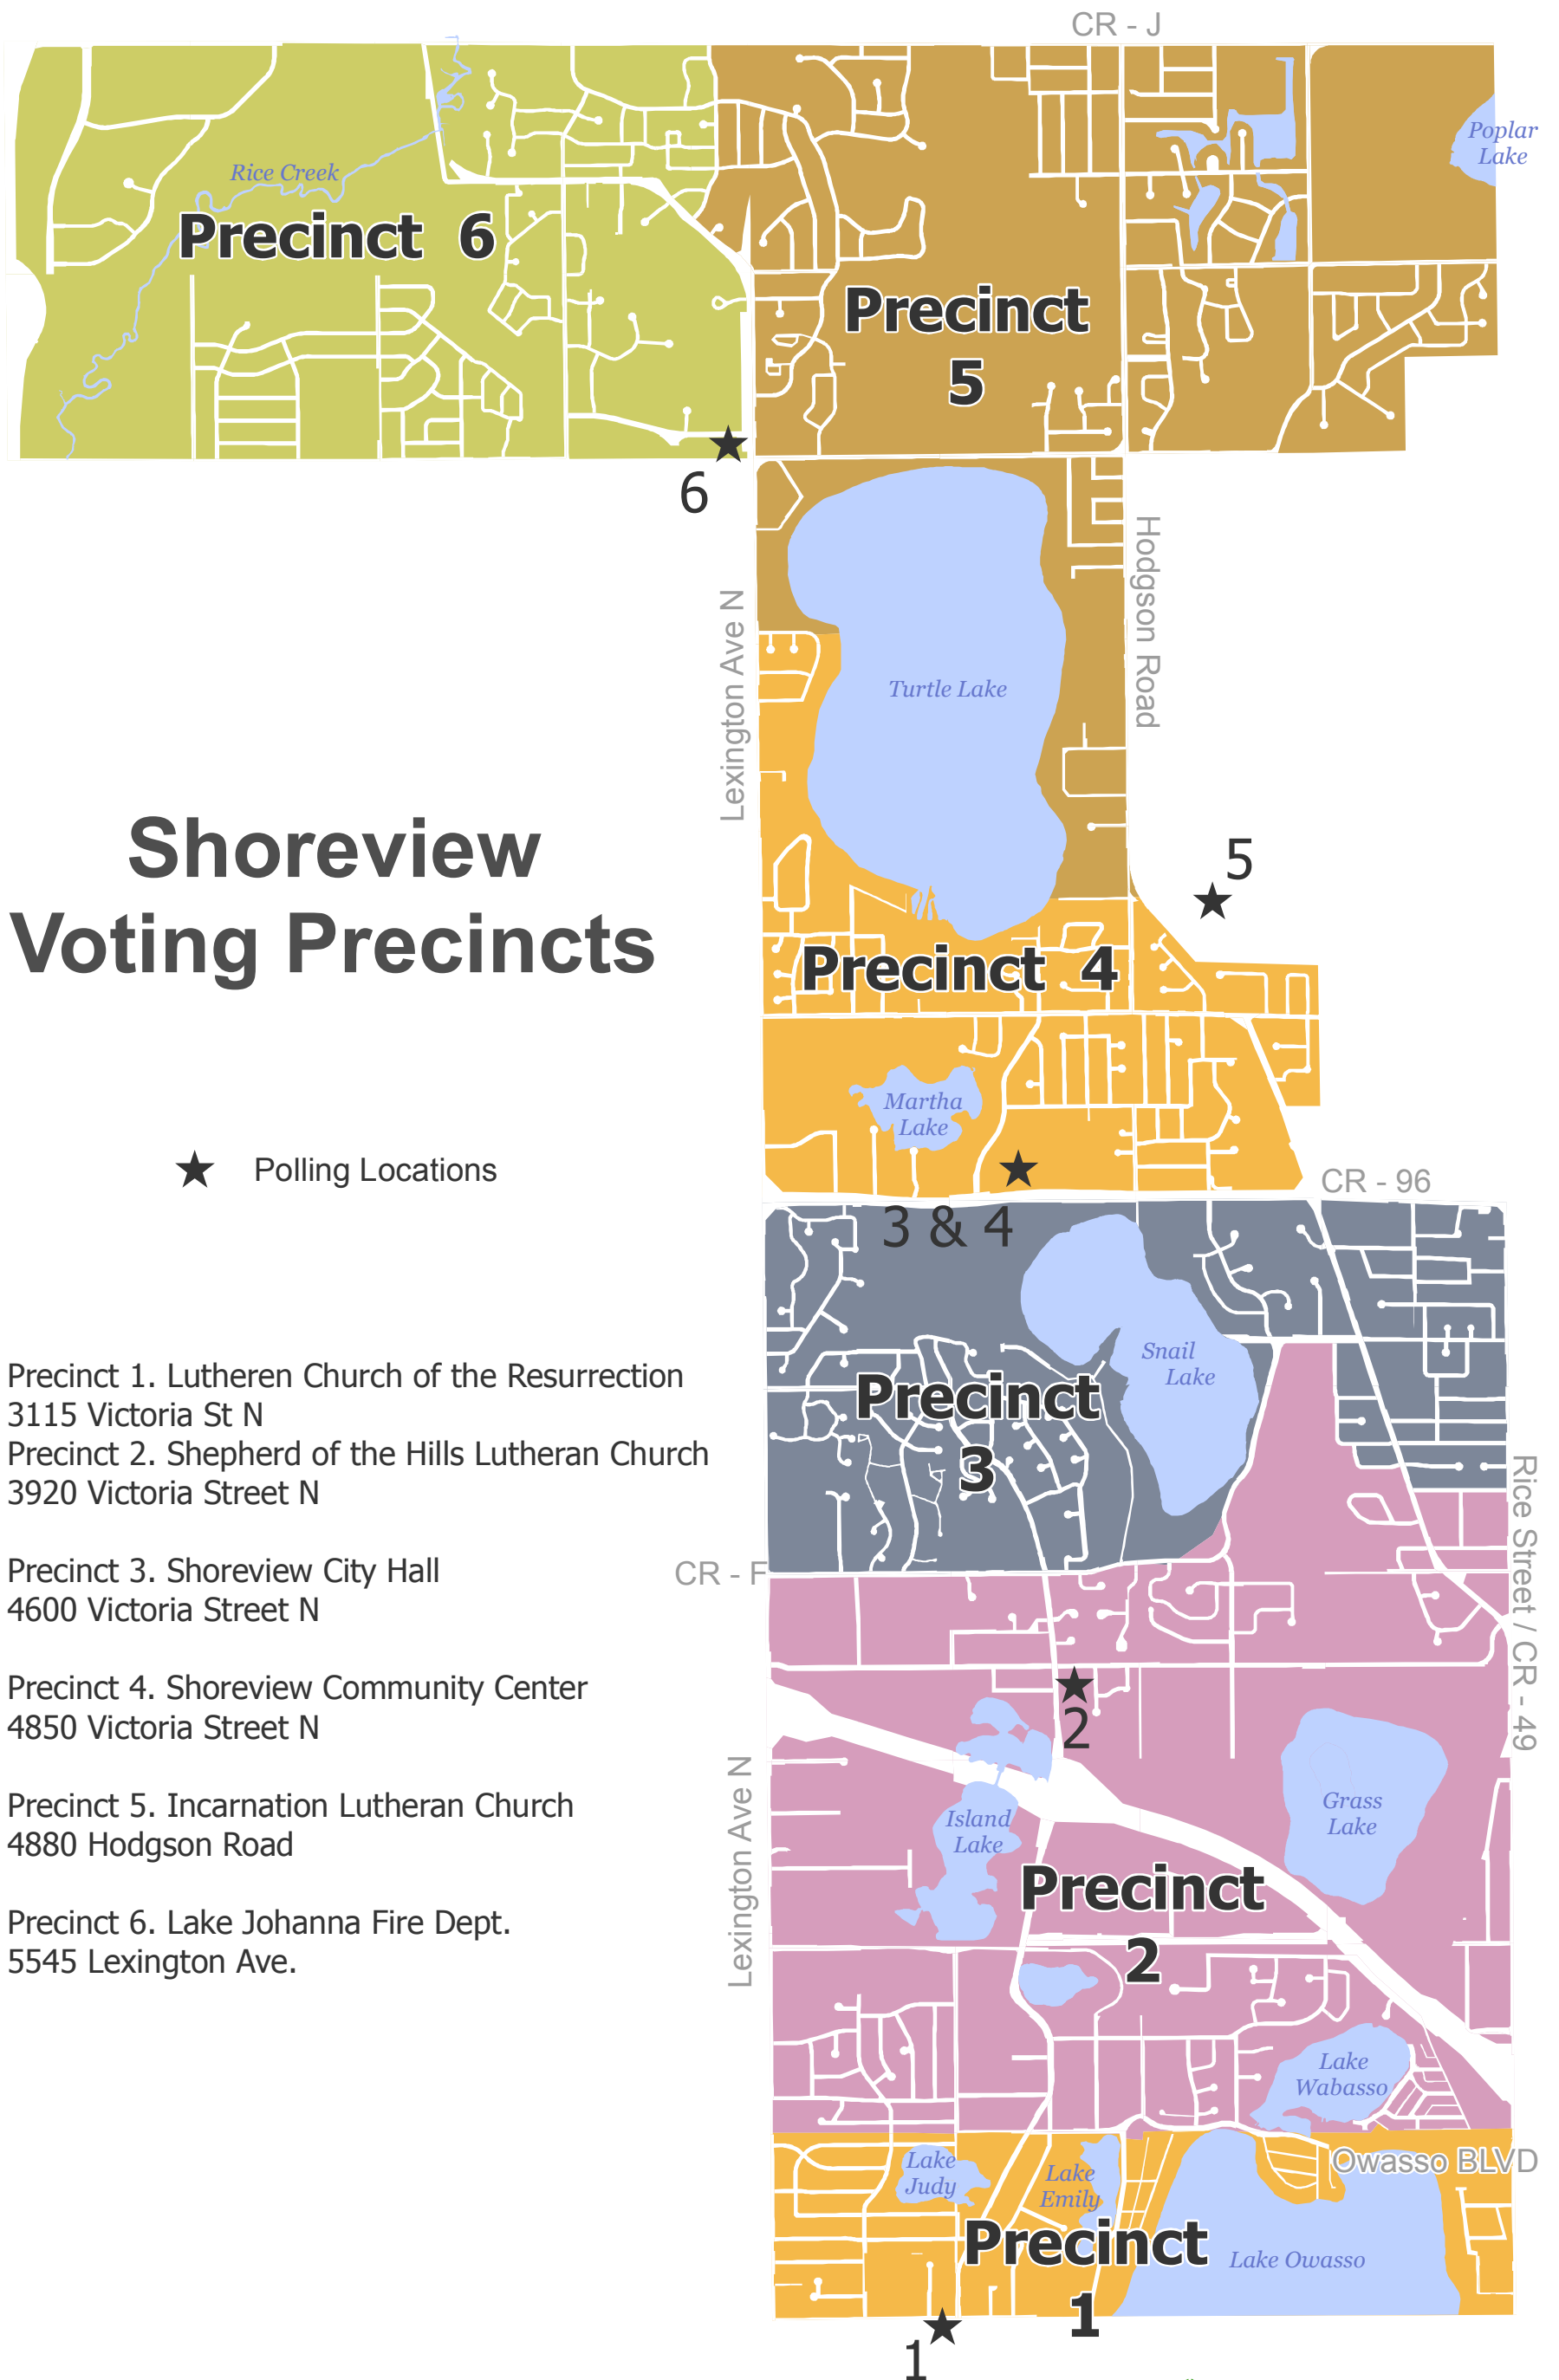 CR - J
Poplar
Lake
Rice Creek
Precinct 6
Precinct
5
6
Hodgson Road
Lexington Ave N
Turtle Lake
Shoreview
Voting Precincts
5
Precinct 4
Martha
Lake
Polling Locations
CR - 96
3 & 4
Snail
Lake
Precinct
3
Precinct 1. Lutheren Church of the Resurrection
3115 Victoria St N
Precinct 2. Shepherd of the Hills Lutheran Church
3920 Victoria Street N
Precinct 3. Shoreview City Hall
4600 Victoria Street N
Precinct 4. Shoreview Community Center
4850 Victoria Street N
Precinct 5. Incarnation Lutheran Church
4880 Hodgson Road
Precinct 6. Lake Johanna Fire Dept.
5545 Lexington Ave.
CR - F
Rice Street / CR - 49
2
Lexington Ave N
Island
Lake
Grass
Lake
Precinct
2
Lake
Wabasso
Owasso BLVD
Lake
Judy
Lake
Emily
Precinct
1
Lake Owasso
1